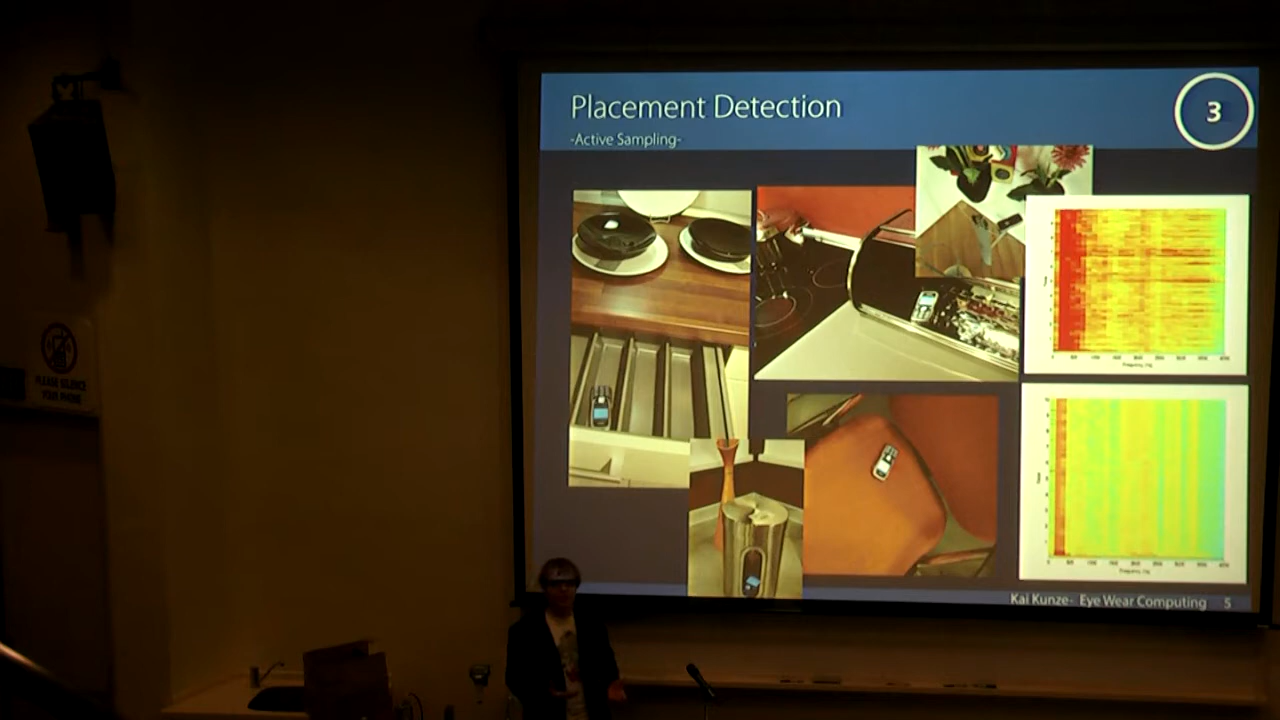 Placement Detection
-Active Sampling-
3
PLEASE SILENCE
YOUR PHONE
Kai Kunze- Eye Wear Computing 5